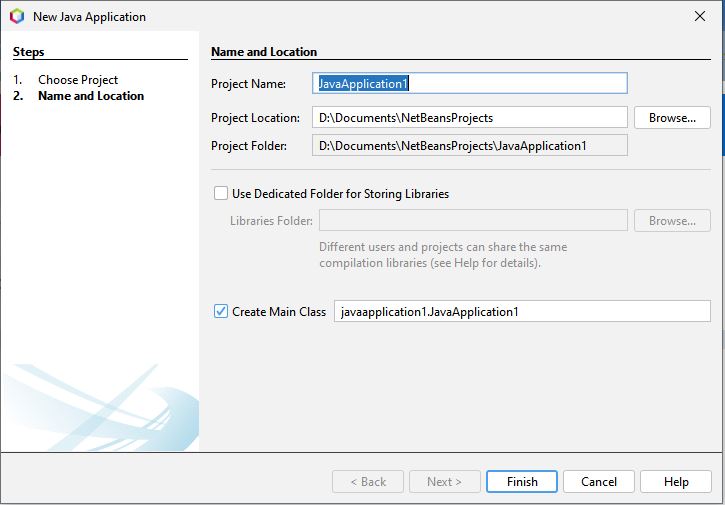 New Java Application
Steps
1. Choose Project
2. Name and Location
Name and Location
Project Name: JavaApplication1
Project Location: D:\Documents\NetBeansProjects Browse...
Project Folder: D:\Documents\NetBeansProjects\JavaApplication1
Use Dedicated Folder for Storing Libraries
Libraries Folder: Browse...
Different users and projects can share the same
compilation libraries (see Help for details).
Create Main Class javaapplication1.JavaApplication1
< Back Next > Finish Cancel Help